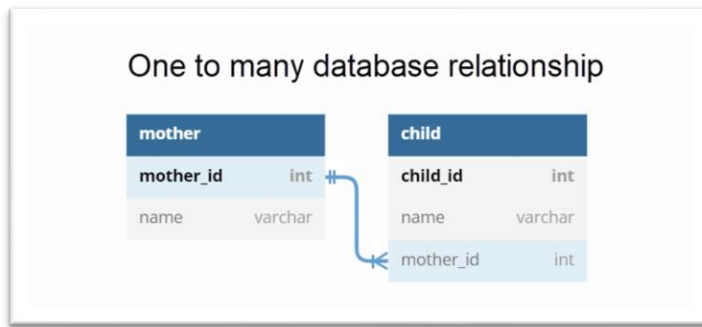 One to many database relationship
mother
mother_id int
name varchar
child
child_id int
name varchar
mother_id int